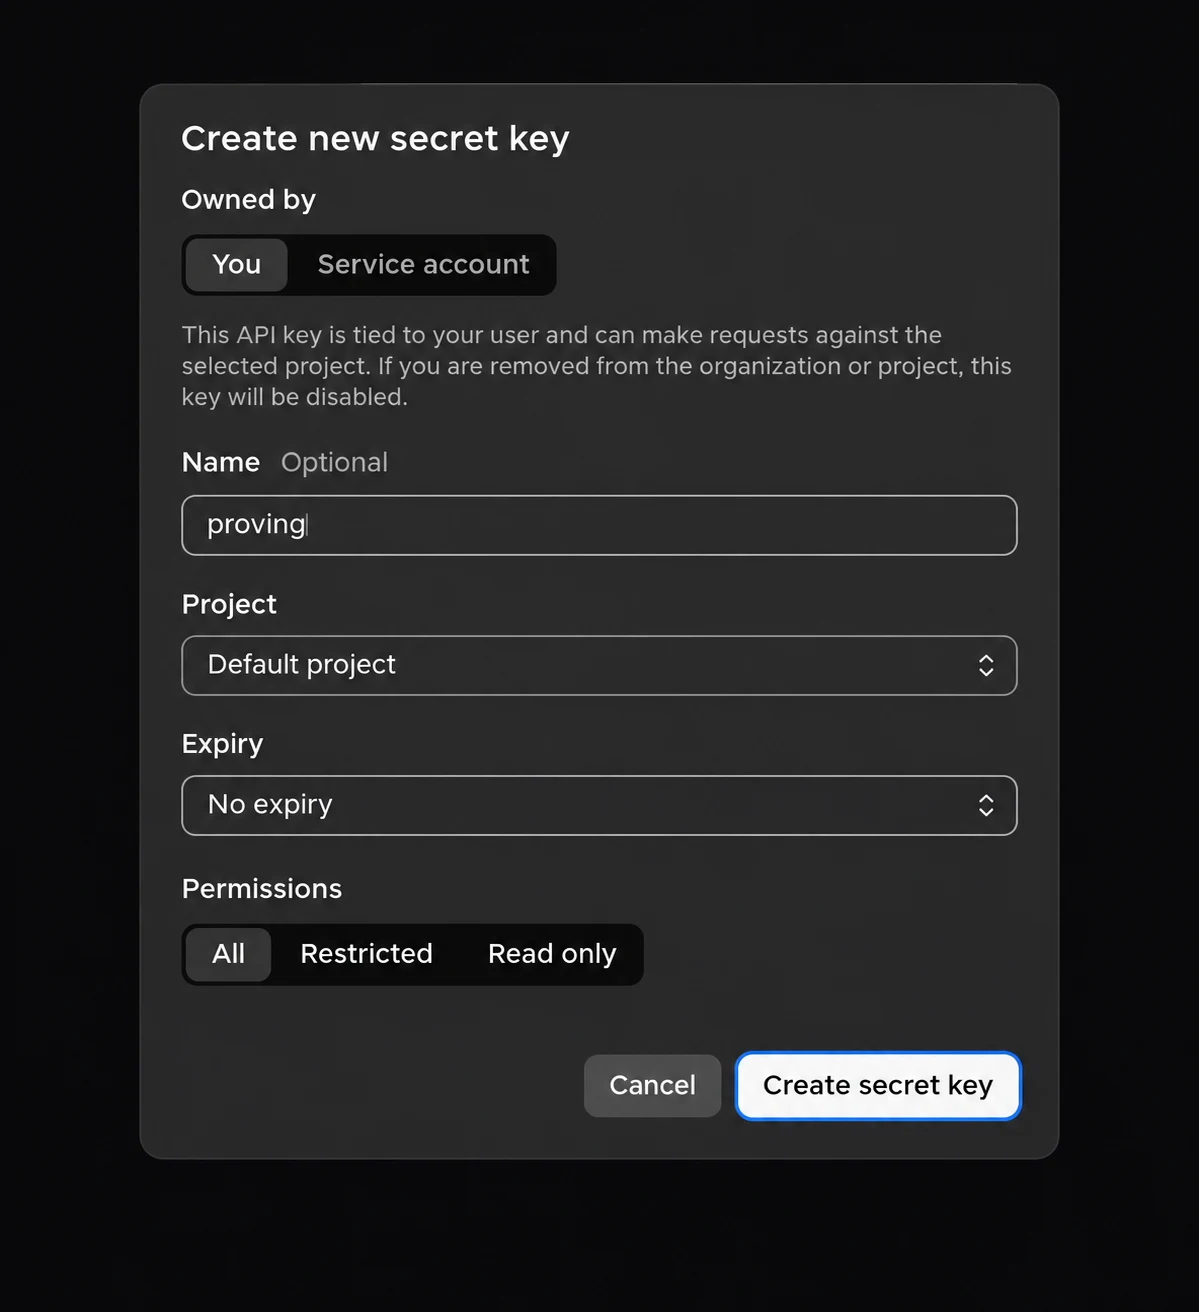 Create new secret key
Owned by
You Service account
This API key is tied to your user and can make requests against the
selected project. If you are removed from the organization or project, this
key will be disabled.
Name Optional
proving
Project
Default project
Expiry
No expiry
Permissions
All Restricted Read only
Cancel Create secret key